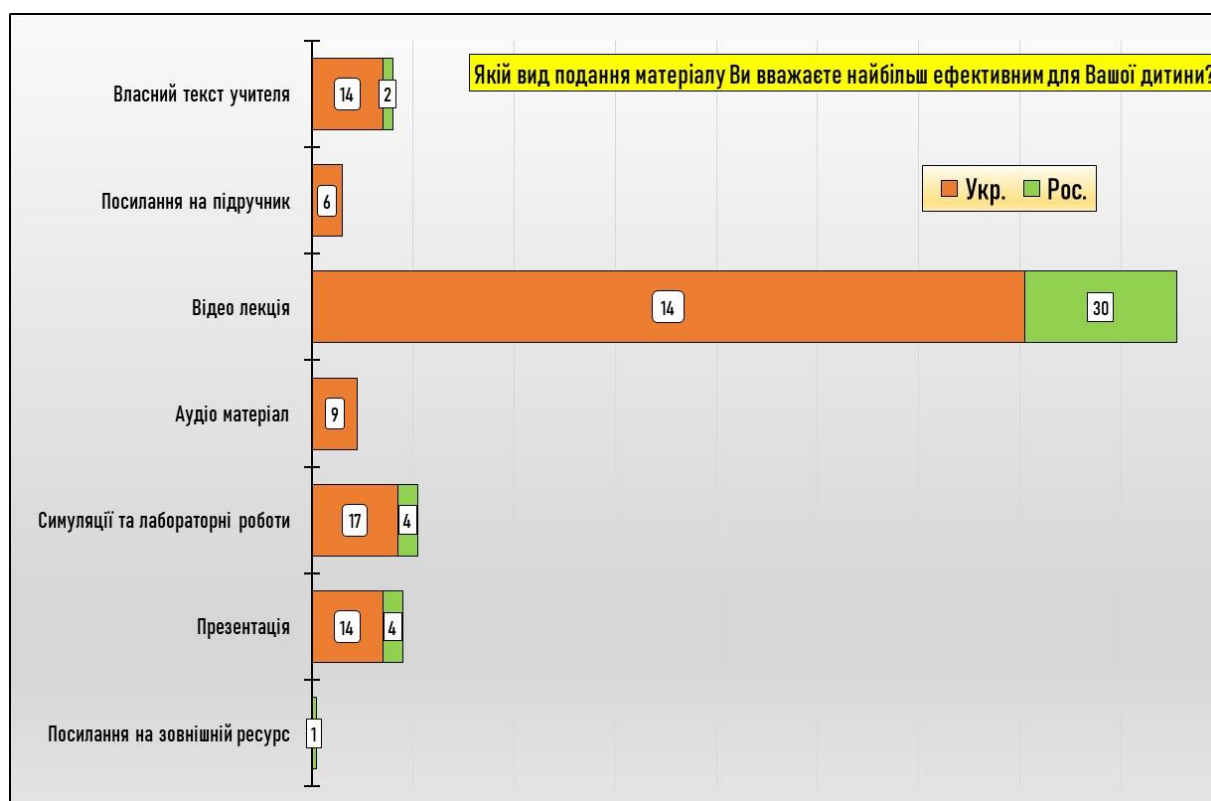 Якій вид подання матеріалу Ви вважаєте найбільш ефективним для Вашої дитини?
Укр. Рос.
Власний текст учителя 14 2
Посилання на підручник 6
Відео лекція 14 30
Аудіо матеріал 9
Симуляції та лабораторні роботи 17 4
Презентація 14 4
Посилання на зовнішній ресурс 1